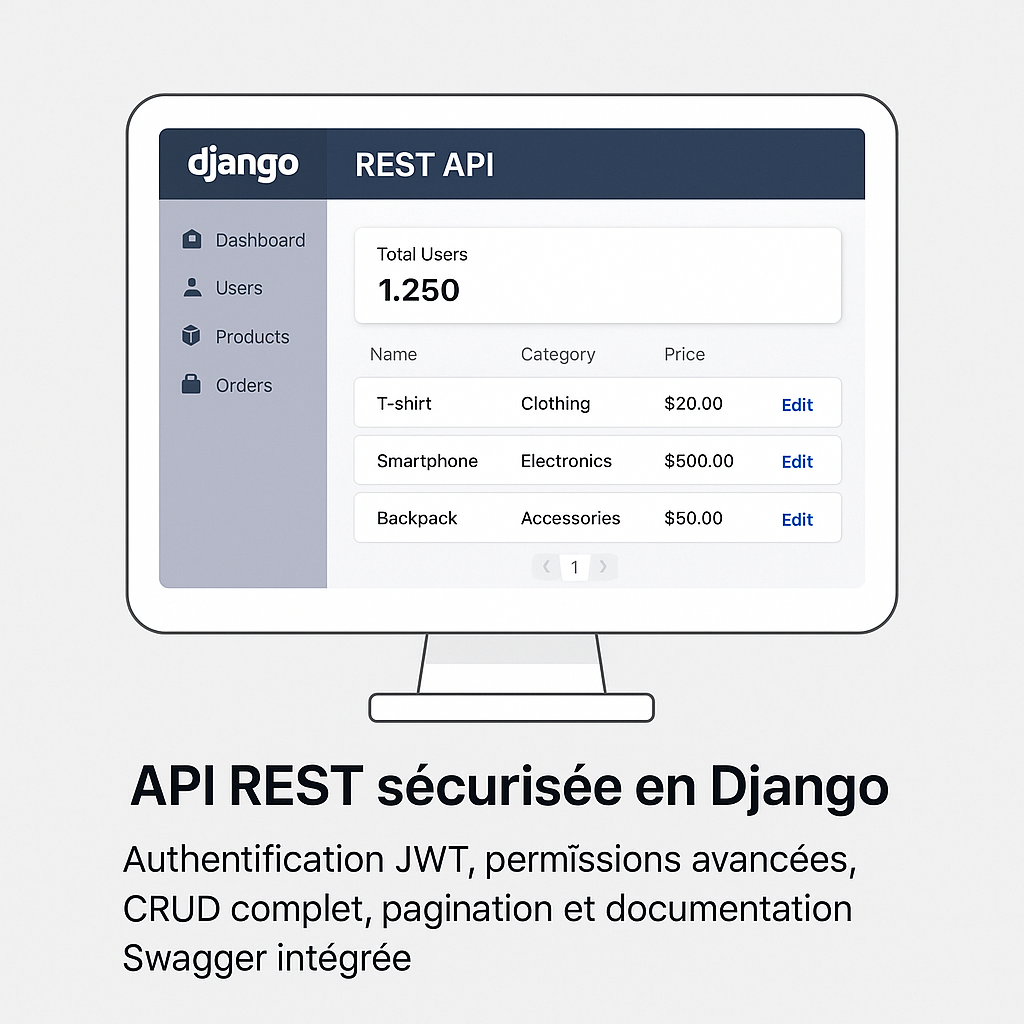 django REST API
Dashboard
Users
Products
Orders
Total Users
1.250
Name Category Price
T-shirt Clothing $20.00 Edit
Smartphone Electronics $500.00 Edit
Backpack Accessories $50.00 Edit
1
API REST sécurisée en Django
Authentification JWT, permĩssions avancées,
CRUD complet, pagination et documentation
Swagger intégrée